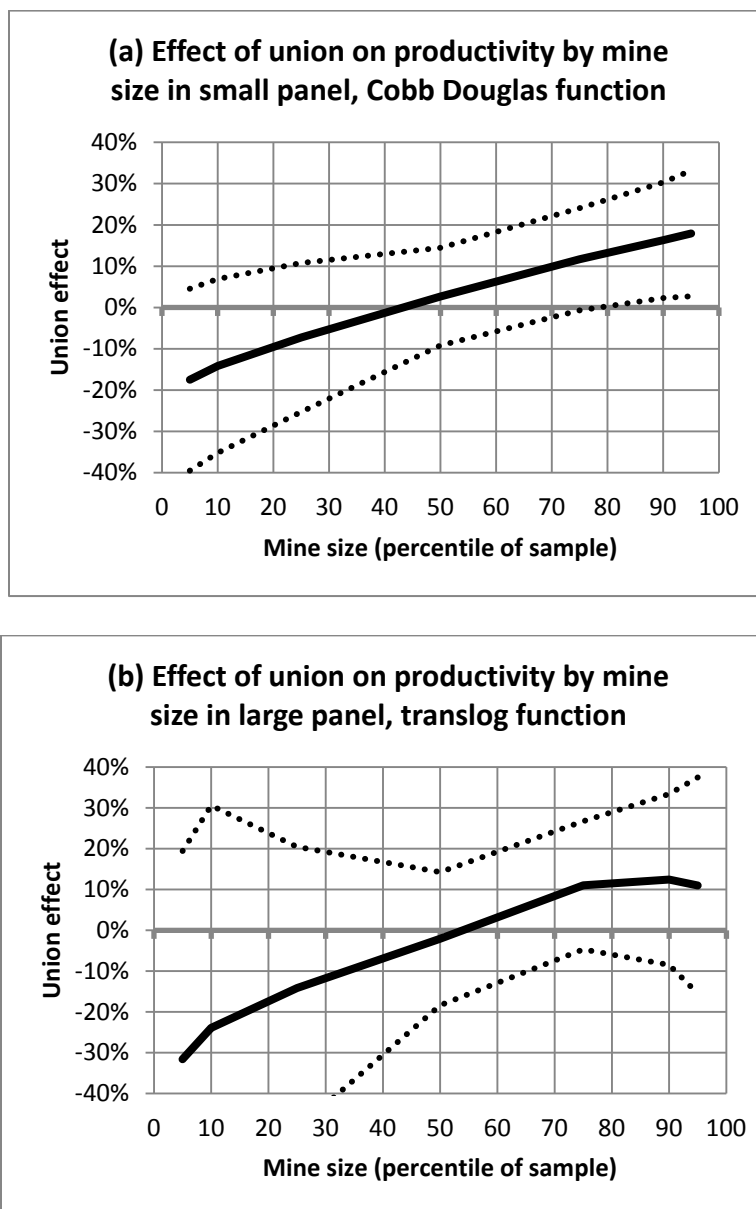 (a) Effect of union on productivity by mine
size in small panel, Cobb Douglas function
40%
30%
20%
10%
0%
-10%
-20%
-30%
-40%
Union effect
0 10 20 30 40 50 60 70 80 90 100
Mine size (percentile of sample)
(b) Effect of union on productivity by mine
size in large panel, translog function
40%
30%
20%
10%
0%
-10%
-20%
-30%
-40%
Union effect
0 10 20 30 40 50 60 70 80 90 100
Mine size (percentile of sample)